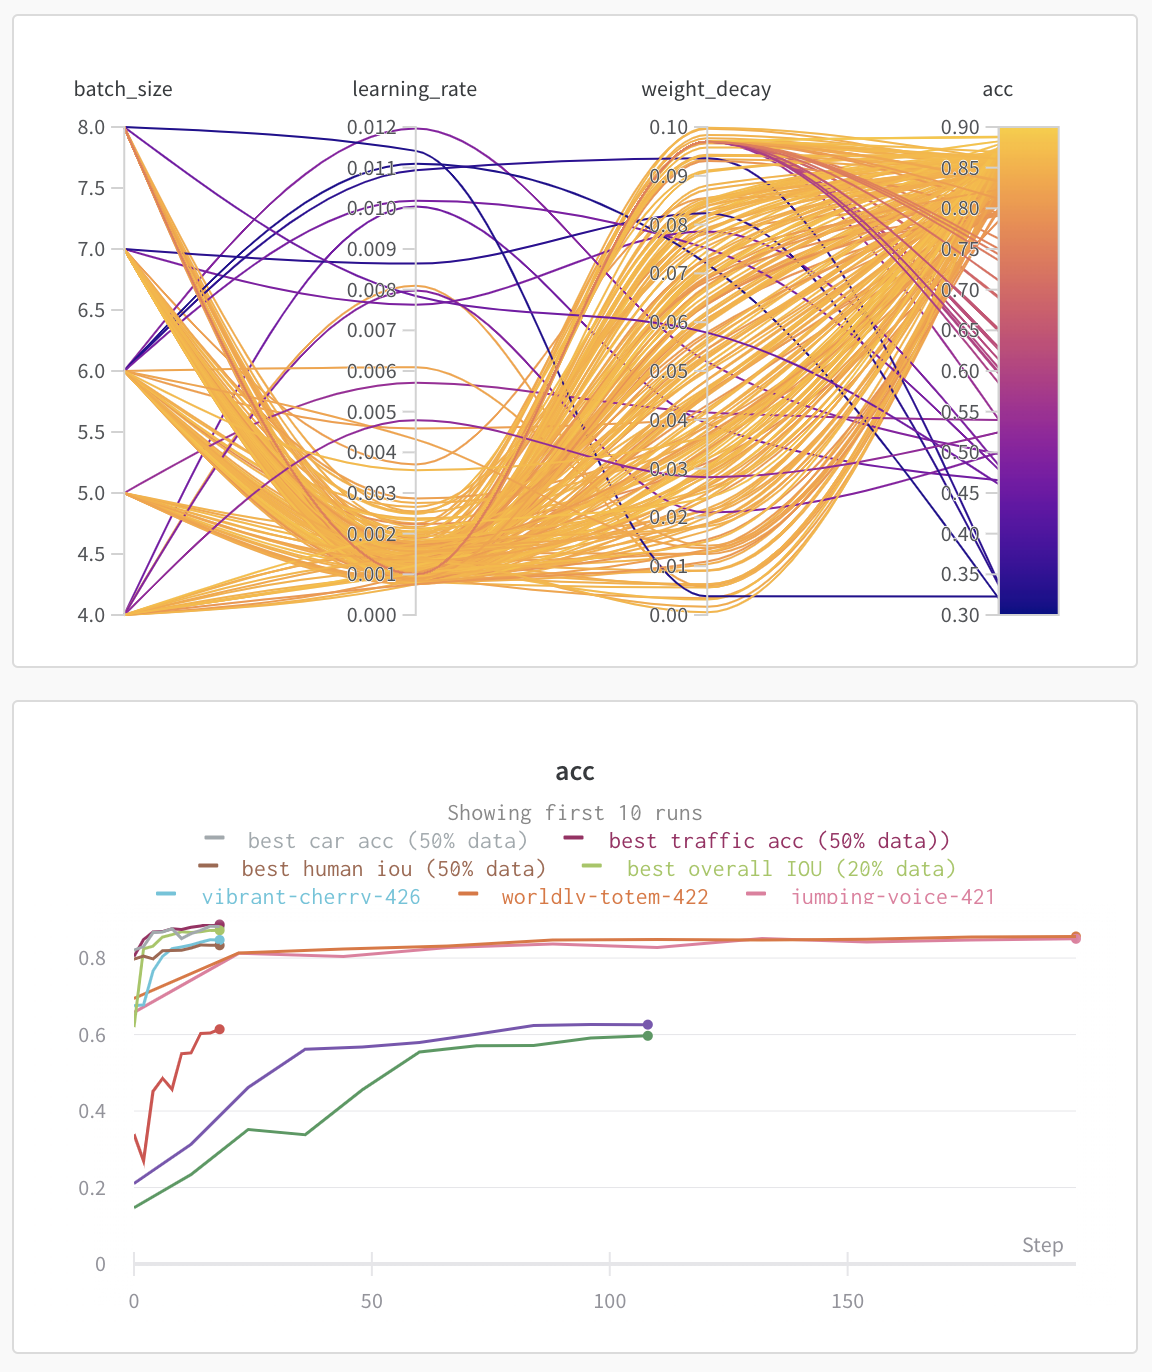 batch_size learning_rate weight_decay acc
8.0 0.012 0.10 0.90
7.5 0.011 0.09 0.85
7.0 0.010 0.08 0.80
6.5 0.009 0.07 0.75
6.0 0.008 0.06 0.70
5.5 0.007 0.05 0.65
5.0 0.006 0.04 0.60
4.5 0.005 0.03 0.55
4.0 0.004 0.02 0.50
0.003 0.01 0.45
0.002 0.00 0.40
0.001 0.35
0.000 0.30
acc
Showing first 10 runs
best car acc (50% data) best traffic acc (50% data))
best human iou (50% data) best overall IOU (20% data)
vibrant-cherry-426 worldly-totem-422 jumping-voice-421
0.8
0.6
0.4
0.2
0
Step
0 50 100 150